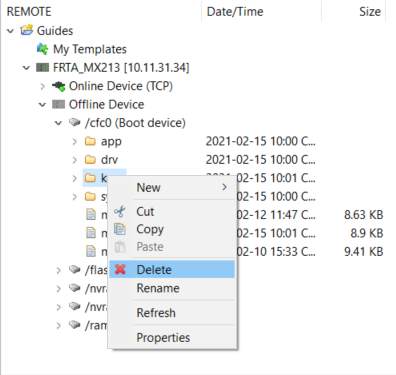 REMOTE Date/Time Size
Guides
My Templates
FRTA_MX213 [10.11.31.34]
Online Device (TCP)
Offline Device
/cfc0 (Boot device)
app 2021-02-15 10:00 C...
drv 2021-02-15 10:00 C...
k 2021-02-15 10:01 C...
sy 15 10:00 C...
m -02-12 11:47 C... 8.63 KB
m -02-15 10:01 C... 8.9 KB
m -02-10 15:33 C... 9.41 KB
/flas
/nvra
/nvra
/ram
New
Cut
Copy
Paste
Delete
Rename
Refresh
Properties